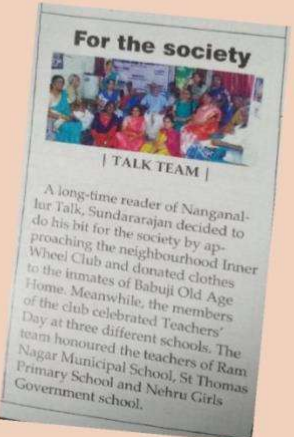 For the society
| TALK TEAM |
A long-time reader of Nanganal-
lur Talk, Sundararajan decided to
do his bit for the society by ap-
proaching the neighbourhood Inner
Wheel Club and donated clothes
to the inmates of Babuji Old Age
Home. Meanwhile, the members
of the club celebrated Teachers'
Day at three different schools. The
team honoured the teachers of Ram
Nagar Municipal School, St Thomas
Primary School and Nehru Girls
Government school.